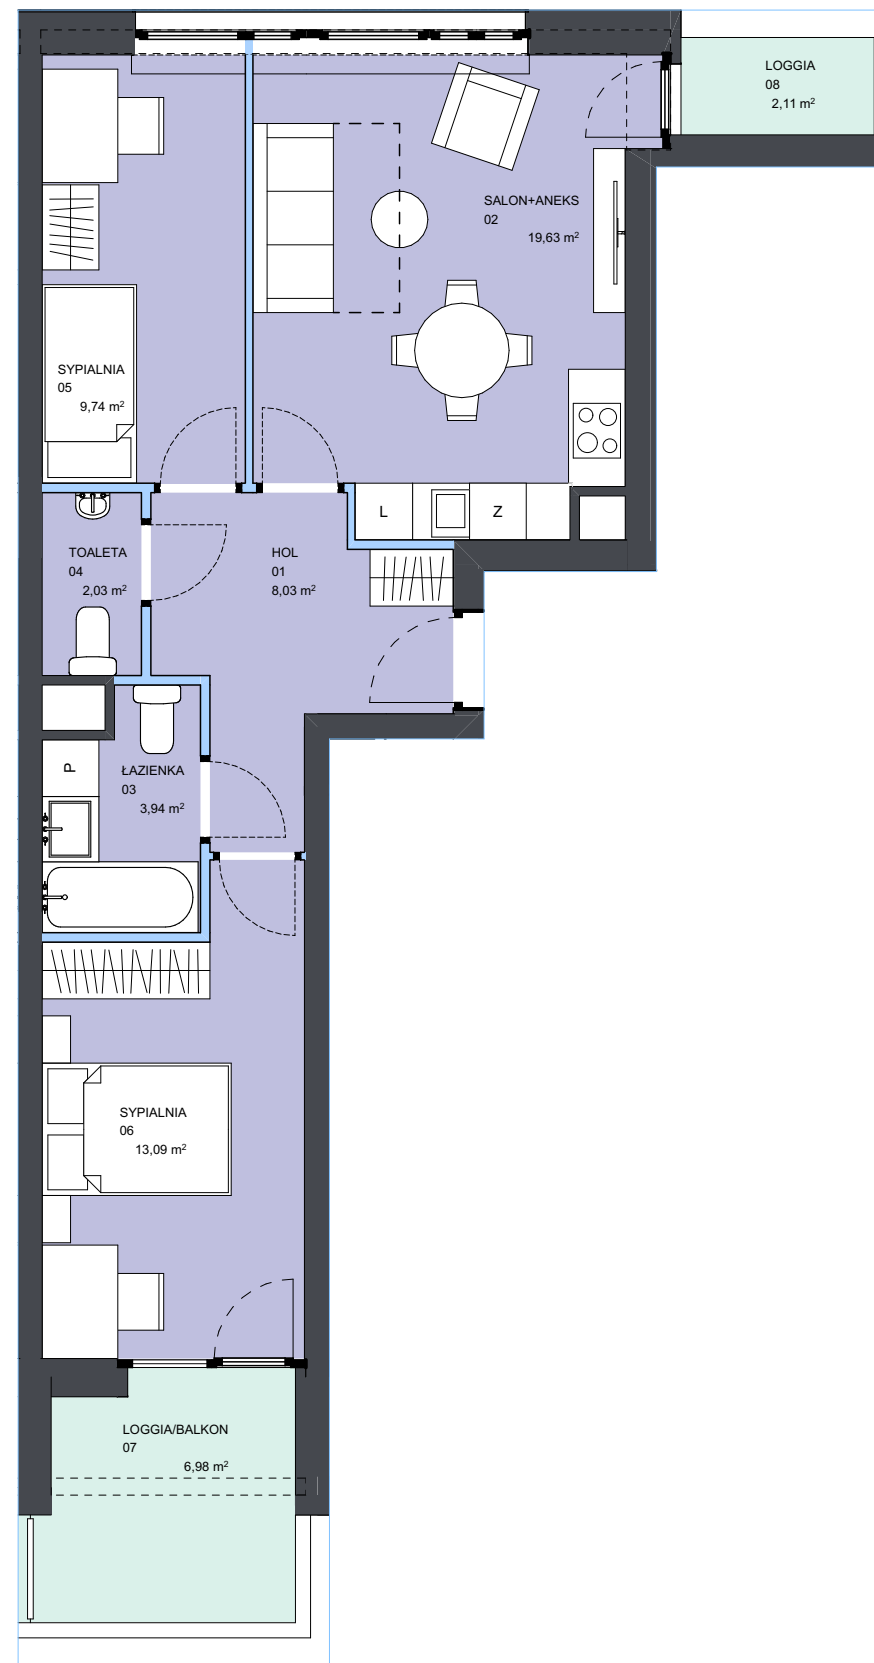 LOGGIA
08
2,11 m²
SALON+ANEKS
02
19,63 m²
SYPIALNIA
05
9,74 m²
L
Z
TOALETA
04
2,03 m²
HOL
01
8,03 m²
P
ŁAZIENKA
03
3,94 m²
SYPIALNIA
06
13,09 m²
LOGGIA/BALKON
07
6,98 m²